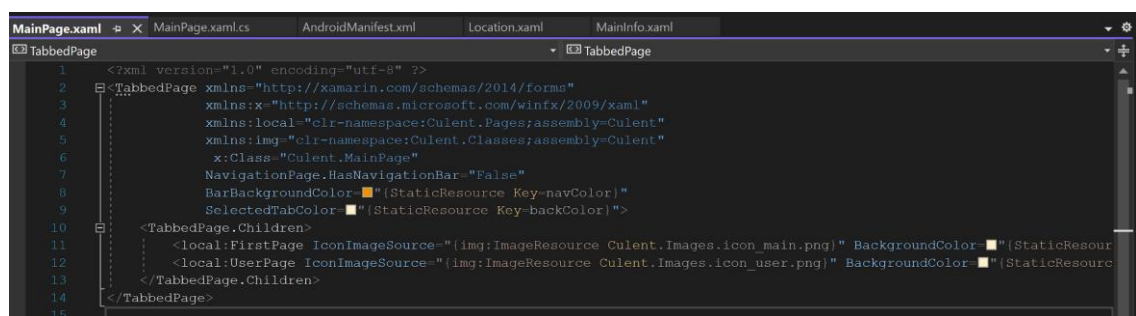 MainPage.xaml MainPage.xaml.cs AndroidManifest.xml Location.xaml MainInfo.xaml
TabbedPage TabbedPage
1 <?xml version="1.0" encoding="utf-8" ?>
2 <TabbedPage xmlns="http://xamarin.com/schemas/2014/forms"
3 xmlns:x="http://schemas.microsoft.com/winfx/2009/xaml"
4 xmlns:local="clr-namespace:Culent.Pages;assembly=Culent"
5 xmlns:img="clr-namespace:Culent.Classes;assembly=Culent"
6 x:Class="Culent.MainPage"
7 NavigationPage.HasNavigationBar="False"
8 BarBackgroundColor="{StaticResource Key=navColor}"
9 SelectedTabColor="{StaticResource Key=backColor}">
10 <TabbedPage.Children>
11 <local:FirstPage IconImageSource="{img:ImageResource Culent.Images.icon_main.png}" BackgroundColor="{StaticResour
12 <local:UserPage IconImageSource="{img:ImageResource Culent.Images.icon_user.png}" BackgroundColor="{StaticResourc
13 </TabbedPage.Children>
14 </TabbedPage>
15